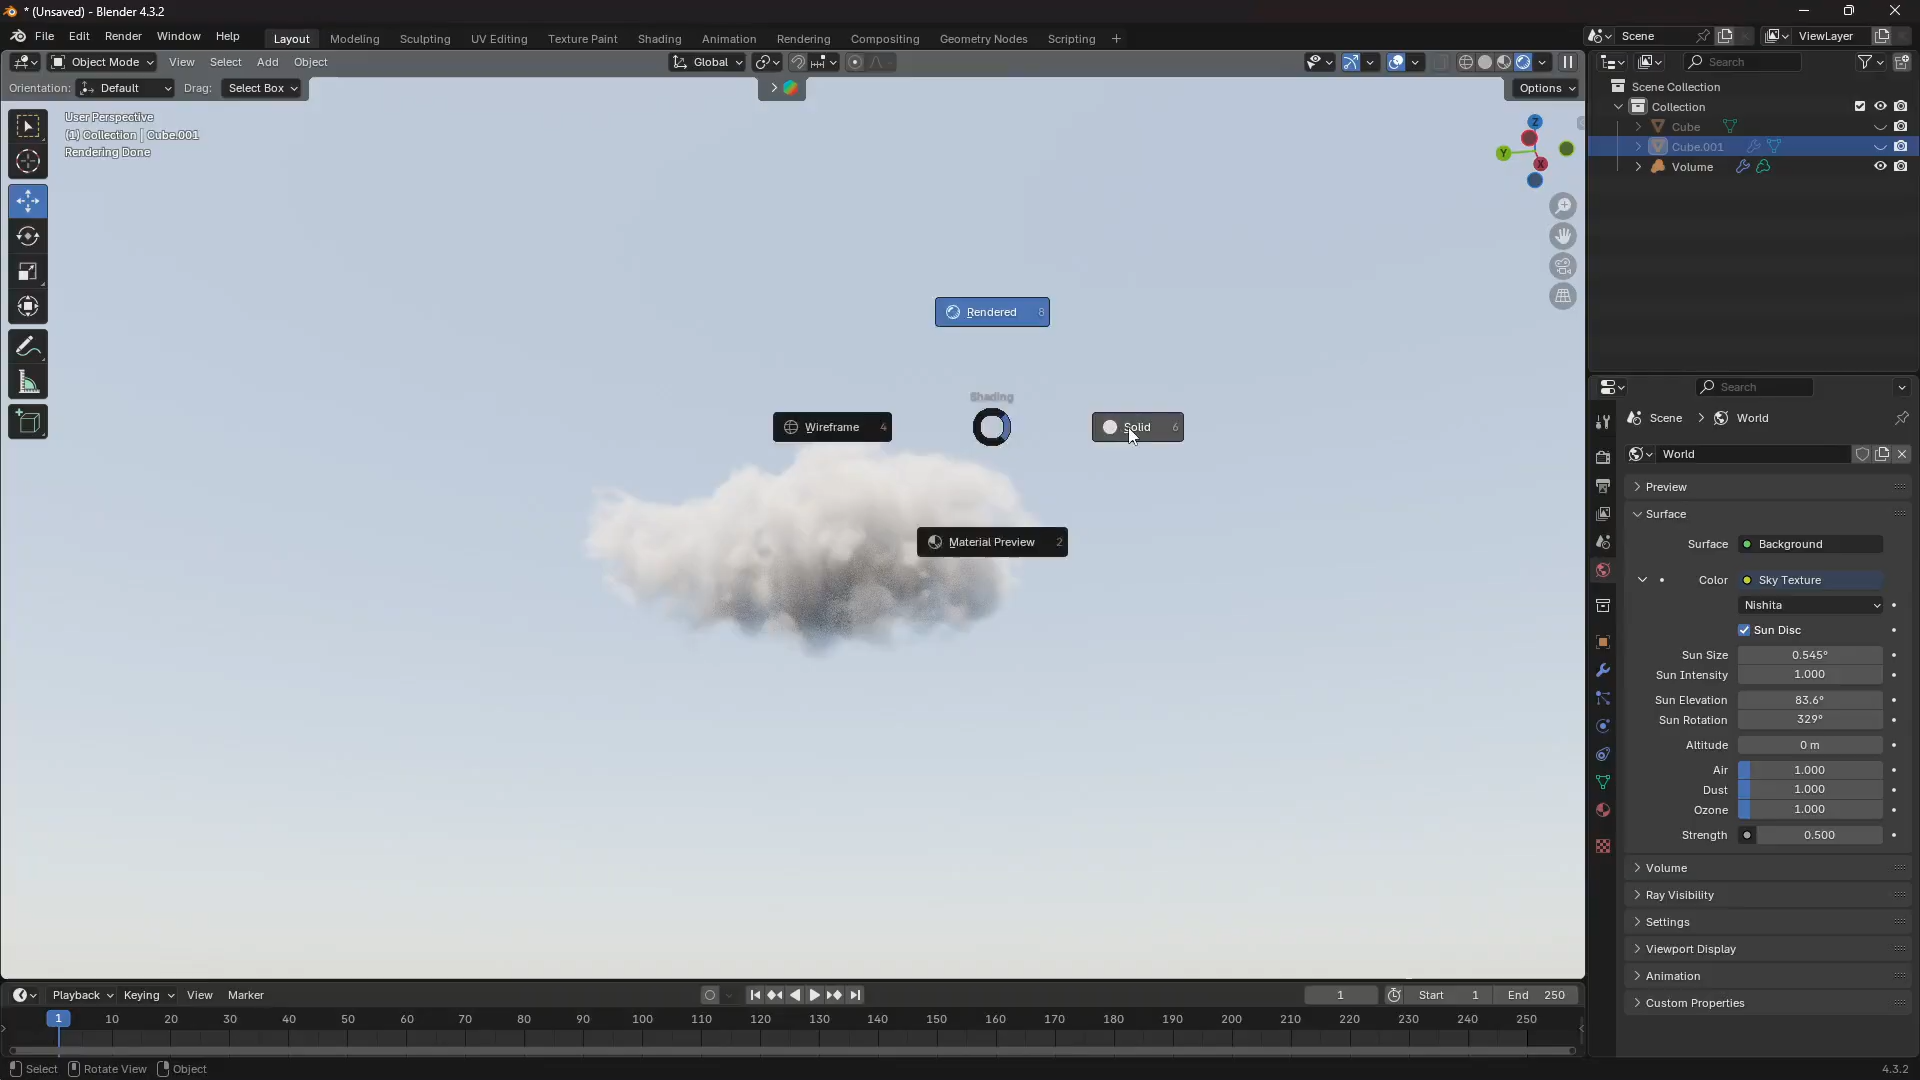 * (Unsaved) - Blender 4.3.2
File Edit Render Window Help
Layout Modeling Sculpting UV Editing Texture Paint Shading Animation Rendering Compositing Geometry Nodes Scripting +
Scene
ViewLayer
Object Mode View Select Add Object
Global
Search
Orientation: Default Drag: Select Box
Options
User Perspective
(1) Collection | Cube.001
Rendering Done
Z
Y
X
Scene Collection
Collection
Cube
Cube.001
Volume
Rendered 8
Shading
Wireframe 4
Solid 6
Material Preview 2
Search
Scene > World
World
Preview
Surface
Surface Background
Color Sky Texture
Nishita
Sun Disc
Sun Size 0.545°
Sun Intensity 1.000
Sun Elevation 83.6°
Sun Rotation 329°
Altitude 0 m
Air 1.000
Dust 1.000
Ozone 1.000
Strength 0.500
Volume
Ray Visibility
Settings
Viewport Display
Animation
Custom Properties
Playback Keying View Marker
1 Start 1 End 250
1 10 20 30 40 50 60 70 80 90 100 110 120 130 140 150 160 170 180 190 200 210 220 230 240 250
Select Rotate View Object
4.3.2